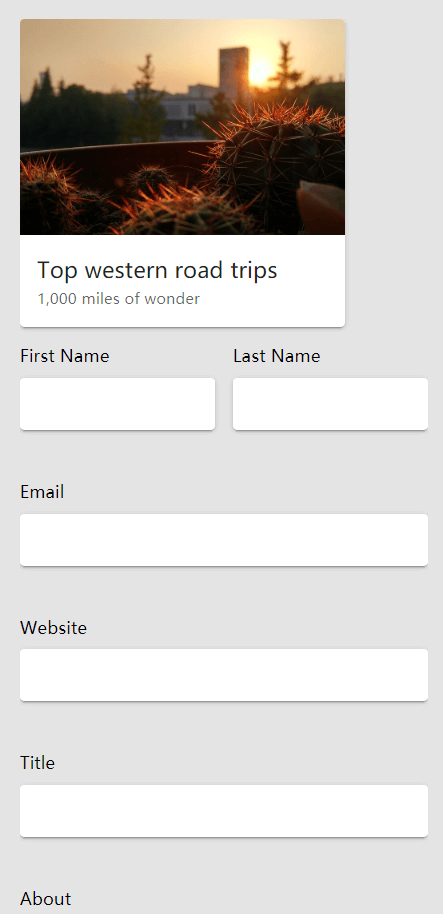 Top western road trips
1,000 miles of wonder
First Name
Last Name
Email
Website
Title
About